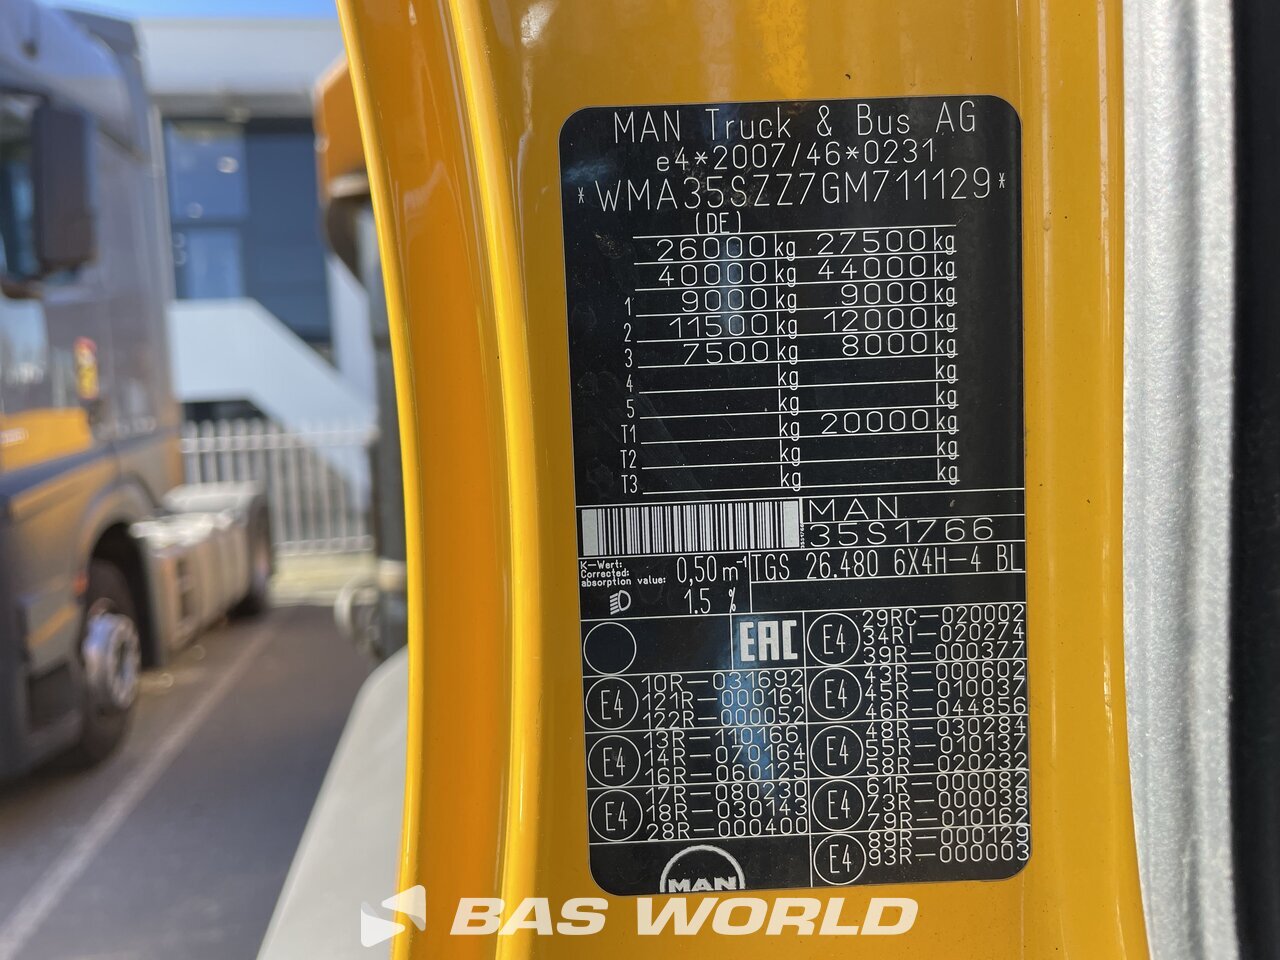 MAN Truck & Bus AG
e4*2007/46*0231
*WMA35SZZ7GM711129*
(DE)
26000 kg 27500 kg
40000 kg 44000 kg
1 9000 kg 9000 kg
2 11500 kg 12000 kg
3 7500 kg 8000 kg
4 kg kg
5 kg kg
T1 kg 20000 kg
T2 kg kg
T3 kg kg
MAN
35S1766
K-Wert:
Corrected:
absorption value: 0,50 m⁻¹
TGS 26.480 6X4H-4 BL
1.5 %
EAC
E4
29RC-020002
34RI-020274
39R-000377
E4
10R-031692
121R-000161
122R-000052
E4
43R-000602
45R-010037
46R-044856
E4
13R-110166
14R-070164
16R-060125
E4
48R-030284
55R-010137
58R-020232
E4
17R-080230
18R-030143
28R-000400
E4
61R-000082
73R-000038
79R-010162
E4
89R-000129
93R-000003
MAN
BAS WORLD